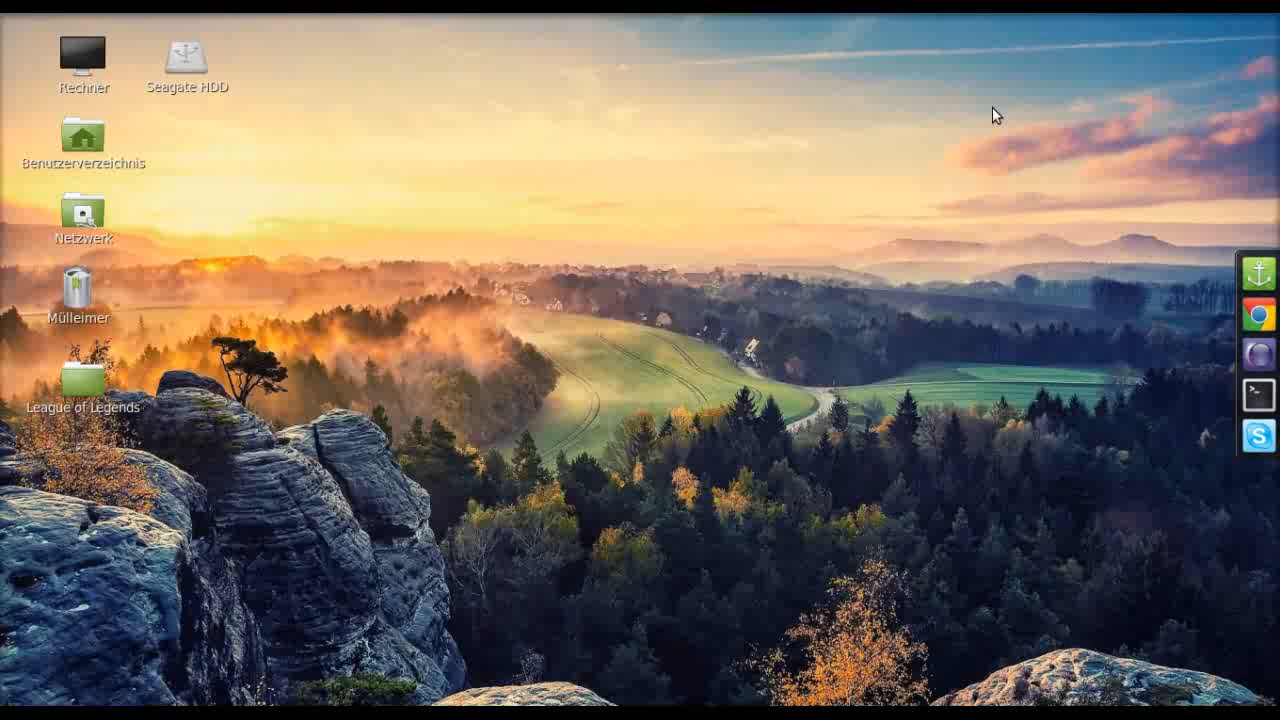 Rechner
Seagate HDD
Benutzerverzeichnis
Netzwerk
Mülleimer
League of Legends
>_
S